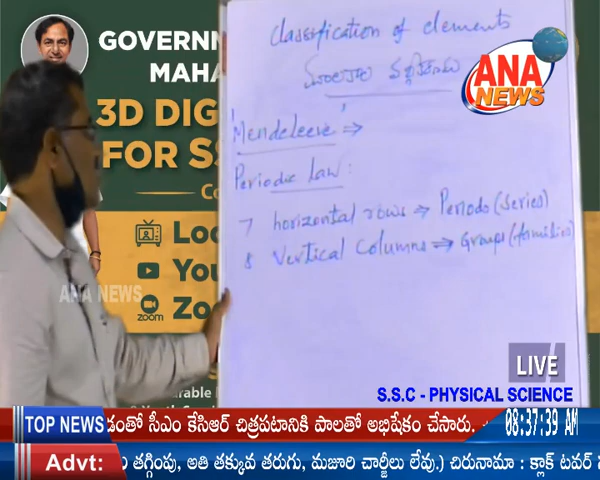 GOVERNM
MAHA
3D DIG
FOR SS
Co
Loc
You
zoom Zo
classification of elements
మూలకాల వర్గీకరణము
Mendeleeve ⇒
Periodic law :
7 horizontal rows ⇒ Periods (series)
8 vertical columns ⇒ Groups (families)
ANA
NEWS
ANA NEWS
LIVE
S.S.C - PHYSICAL SCIENCE
TOP NEWS డంతో సీఎం కేసిఆర్ చిత్రపటానికి పాలతో అభిషేకం చేసారు.
08:37:39 AM
Advt: తగ్గింపు, అతి తక్కువ తరుగు, మజూరి చార్జీలు లేవు.) చిరునామా : క్లాక్ టవర్